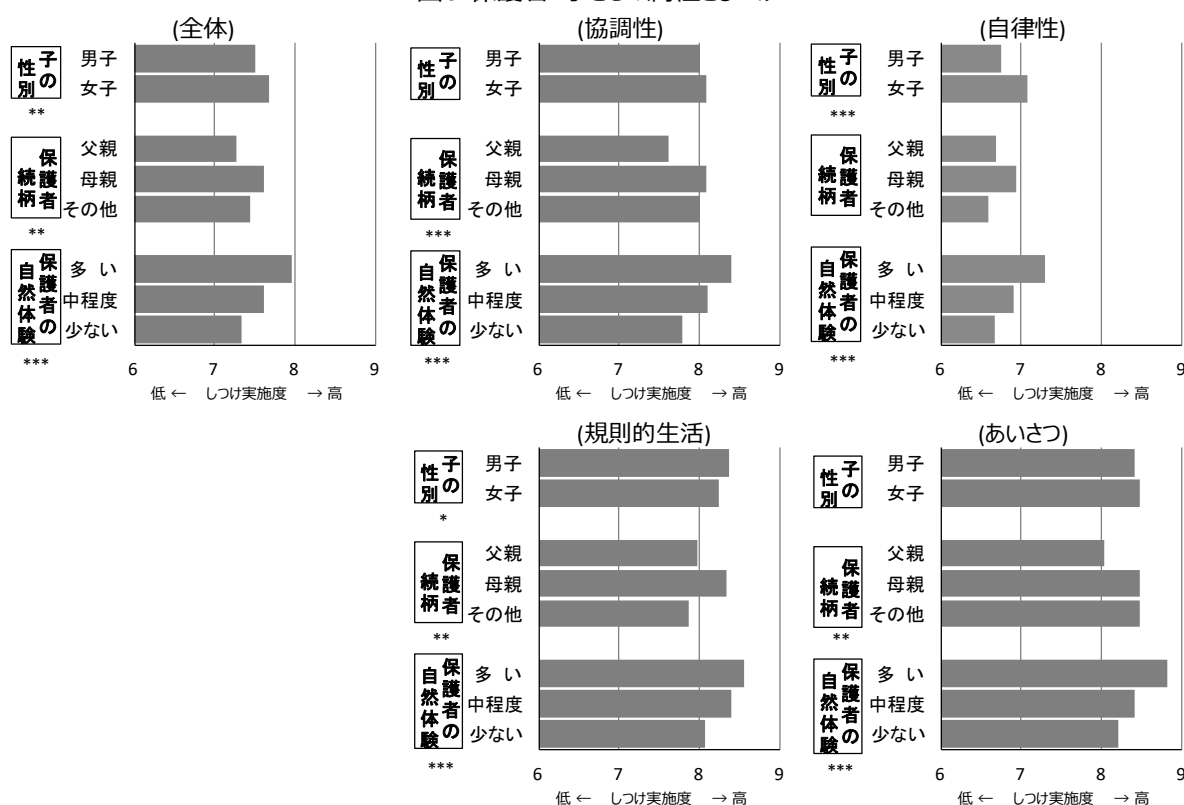 (全体)
子の
性別
**
男子
女子
保護者
続柄
**
父親
母親
その他
保護者の
自然体験
***
多 い
中程度
少ない
6 7 8 9
低 ← しつけ実施度 → 高
(協調性)
子の
性別
男子
女子
保護者
続柄
***
父親
母親
その他
保護者の
自然体験
***
多 い
中程度
少ない
6 7 8 9
低 ← しつけ実施度 → 高
(自律性)
子の
性別
***
男子
女子
保護者
続柄
父親
母親
その他
保護者の
自然体験
***
多 い
中程度
少ない
6 7 8 9
低 ← しつけ実施度 → 高
(規則的生活)
子の
性別
*
男子
女子
保護者
続柄
**
父親
母親
その他
保護者の
自然体験
***
多 い
中程度
少ない
6 7 8 9
低 ← しつけ実施度 → 高
(あいさつ)
子の
性別
男子
女子
保護者
続柄
**
父親
母親
その他
保護者の
自然体験
***
多 い
中程度
少ない
6 7 8 9
低 ← しつけ実施度 → 高